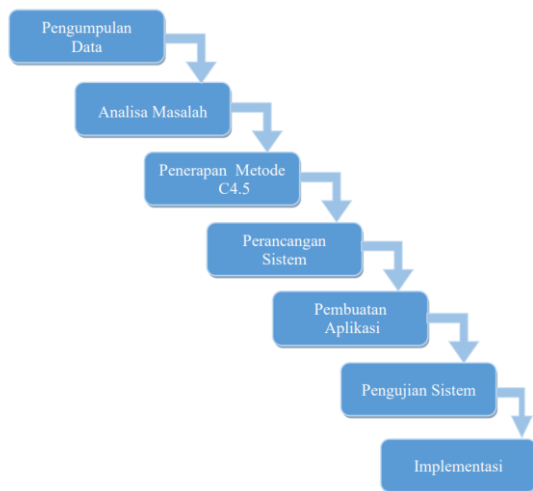 Pengumpulan
Data
Analisa Masalah
Penerapan Metode
C4.5
Perancangan
Sistem
Pembuatan
Aplikasi
Pengujian Sistem
Implementasi